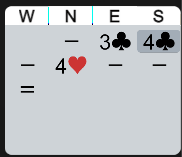 W N E S
– 3♣ 4♣
– 4♥ – –
=